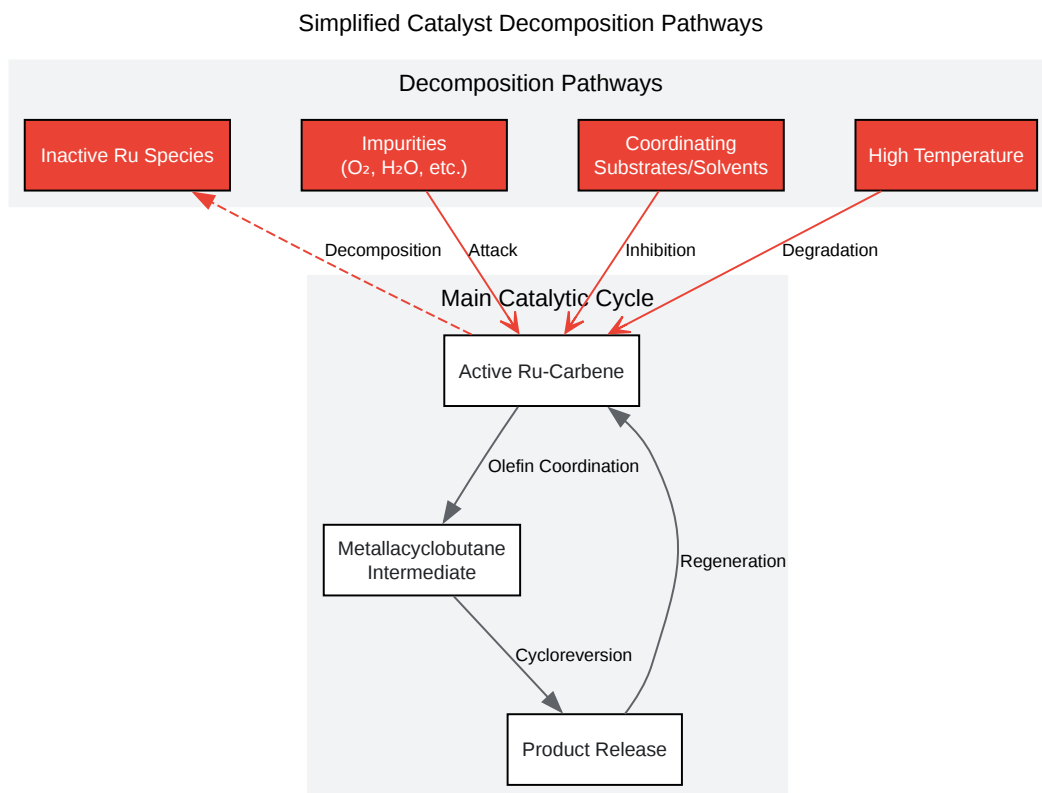 Simplified Catalyst Decomposition Pathways
Decomposition Pathways
Inactive Ru Species
Impurities
(O₂, H₂O, etc.)
Coordinating
Substrates/Solvents
High Temperature
Decomposition
Attack
Inhibition
Degradation
Main Catalytic Cycle
Active Ru-Carbene
Olefin Coordination
Metallacyclobutane
Intermediate
Regeneration
Cycloreversion
Product Release